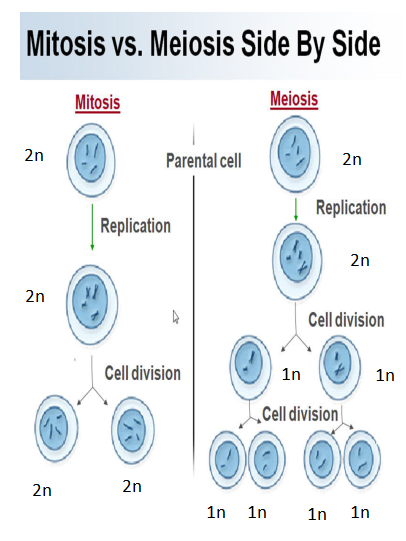 Mitosis vs. Meiosis Side By Side
Mitosis
Meiosis
2n
Parental cell
2n
Replication
Replication
2n
2n
Cell division
Cell division
1n
1n
Cell division
2n
2n
1n
1n
1n
1n